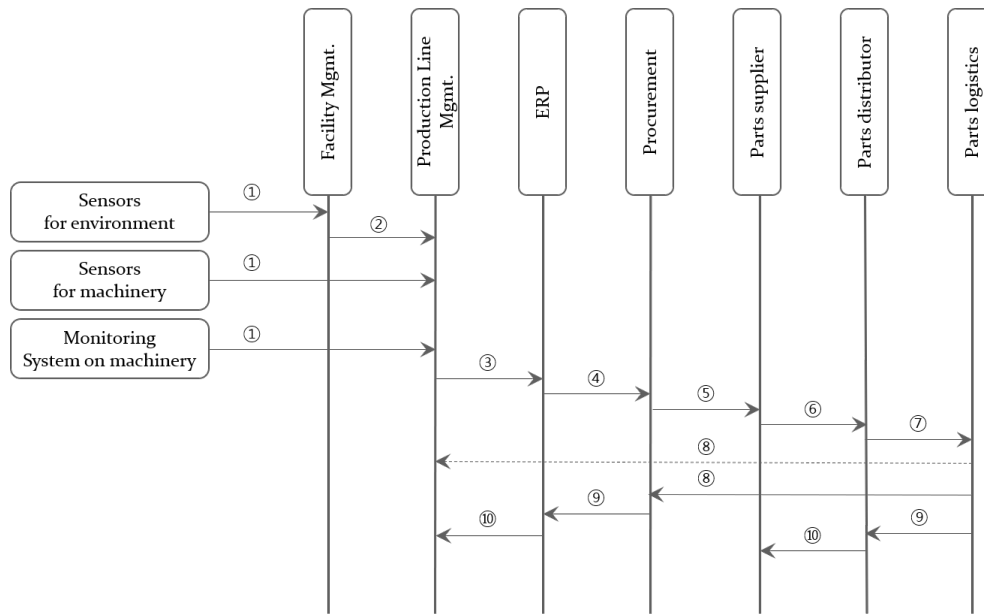 Facility Mgmt.
Production Line
Mgmt.
ERP
Procurement
Parts supplier
Parts distributor
Parts logistics
Sensors
for environment
①
②
Sensors
for machinery
①
Monitoring
System on machinery
①
③
④
⑤
⑥
⑦
⑧
⑧
⑨
⑩
⑨
⑩